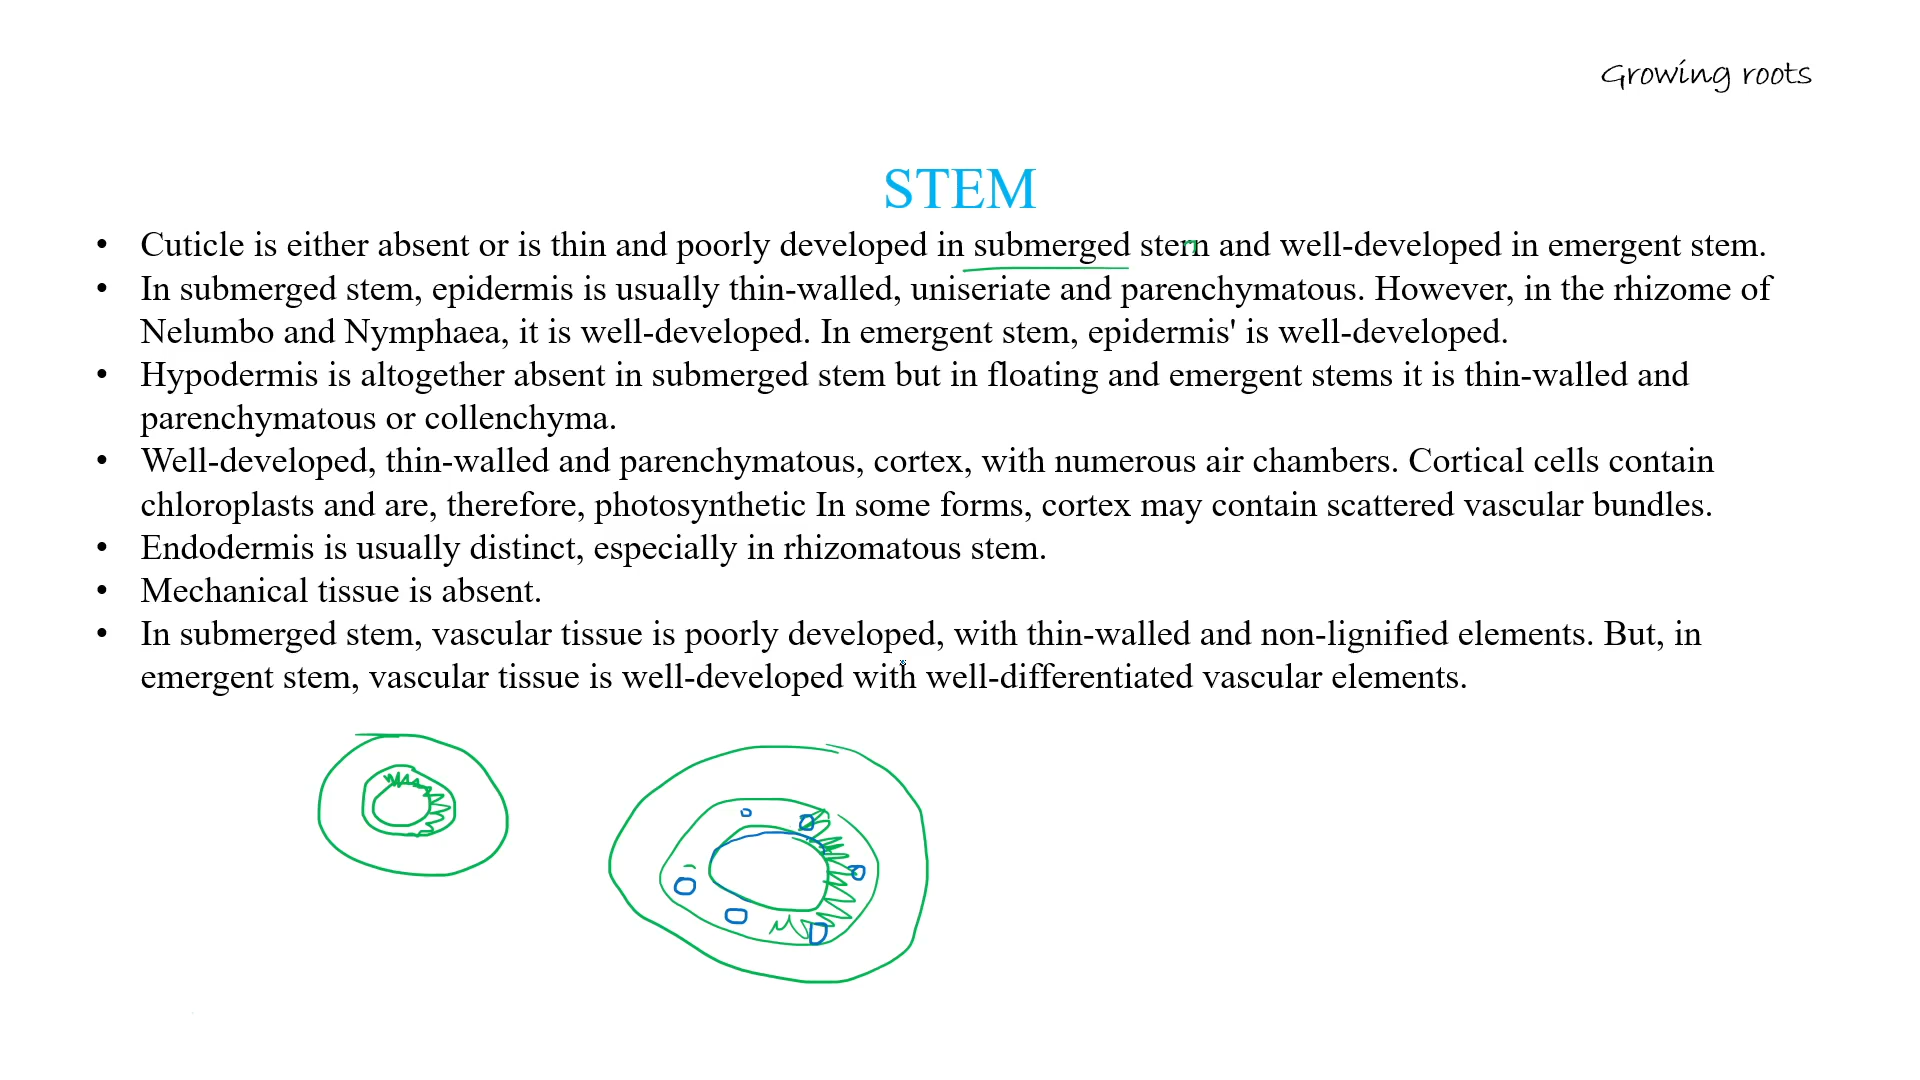 Growing roots
STEM
• Cuticle is either absent or is thin and poorly developed in submerged stem and well-developed in emergent stem.
• In submerged stem, epidermis is usually thin-walled, uniseriate and parenchymatous. However, in the rhizome of
Nelumbo and Nymphaea, it is well-developed. In emergent stem, epidermis' is well-developed.
• Hypodermis is altogether absent in submerged stem but in floating and emergent stems it is thin-walled and
parenchymatous or collenchyma.
• Well-developed, thin-walled and parenchymatous, cortex, with numerous air chambers. Cortical cells contain
chloroplasts and are, therefore, photosynthetic In some forms, cortex may contain scattered vascular bundles.
• Endodermis is usually distinct, especially in rhizomatous stem.
• Mechanical tissue is absent.
• In submerged stem, vascular tissue is poorly developed, with thin-walled and non-lignified elements. But, in
emergent stem, vascular tissue is well-developed with well-differentiated vascular elements.